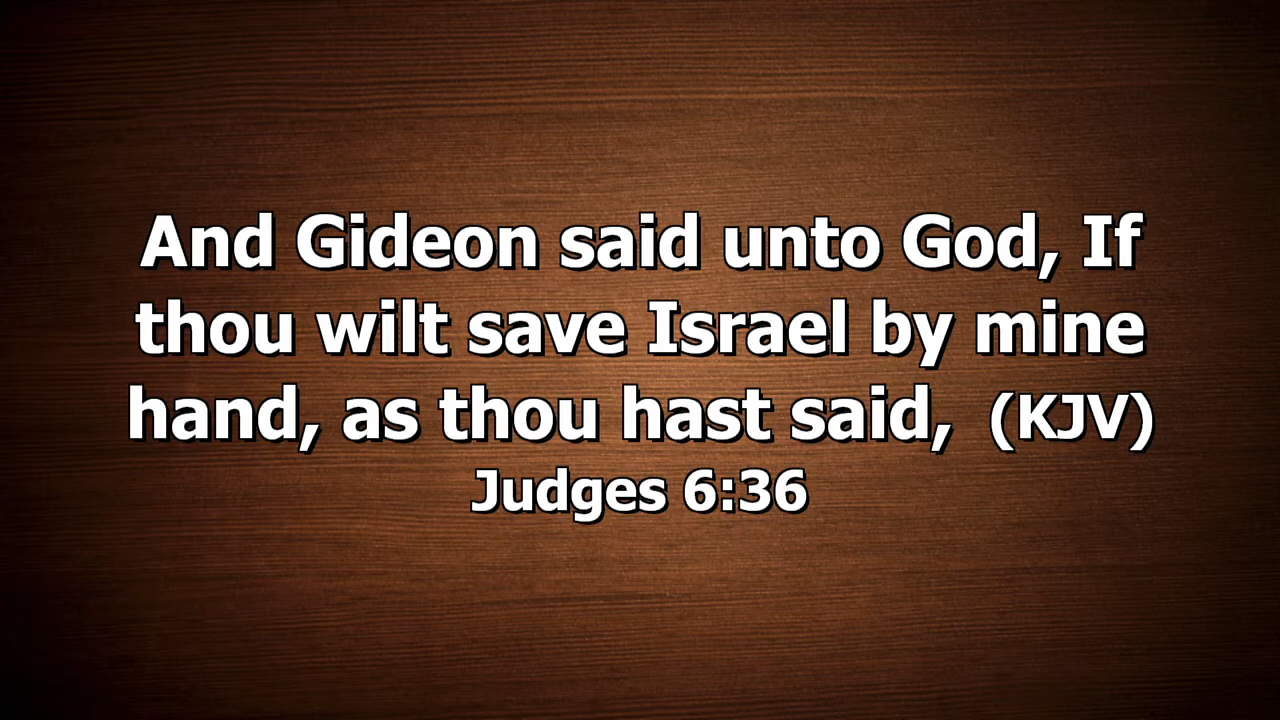 And Gideon said unto God, If
thou wilt save Israel by mine
hand, as thou hast said,  (KJV)
Judges 6:36